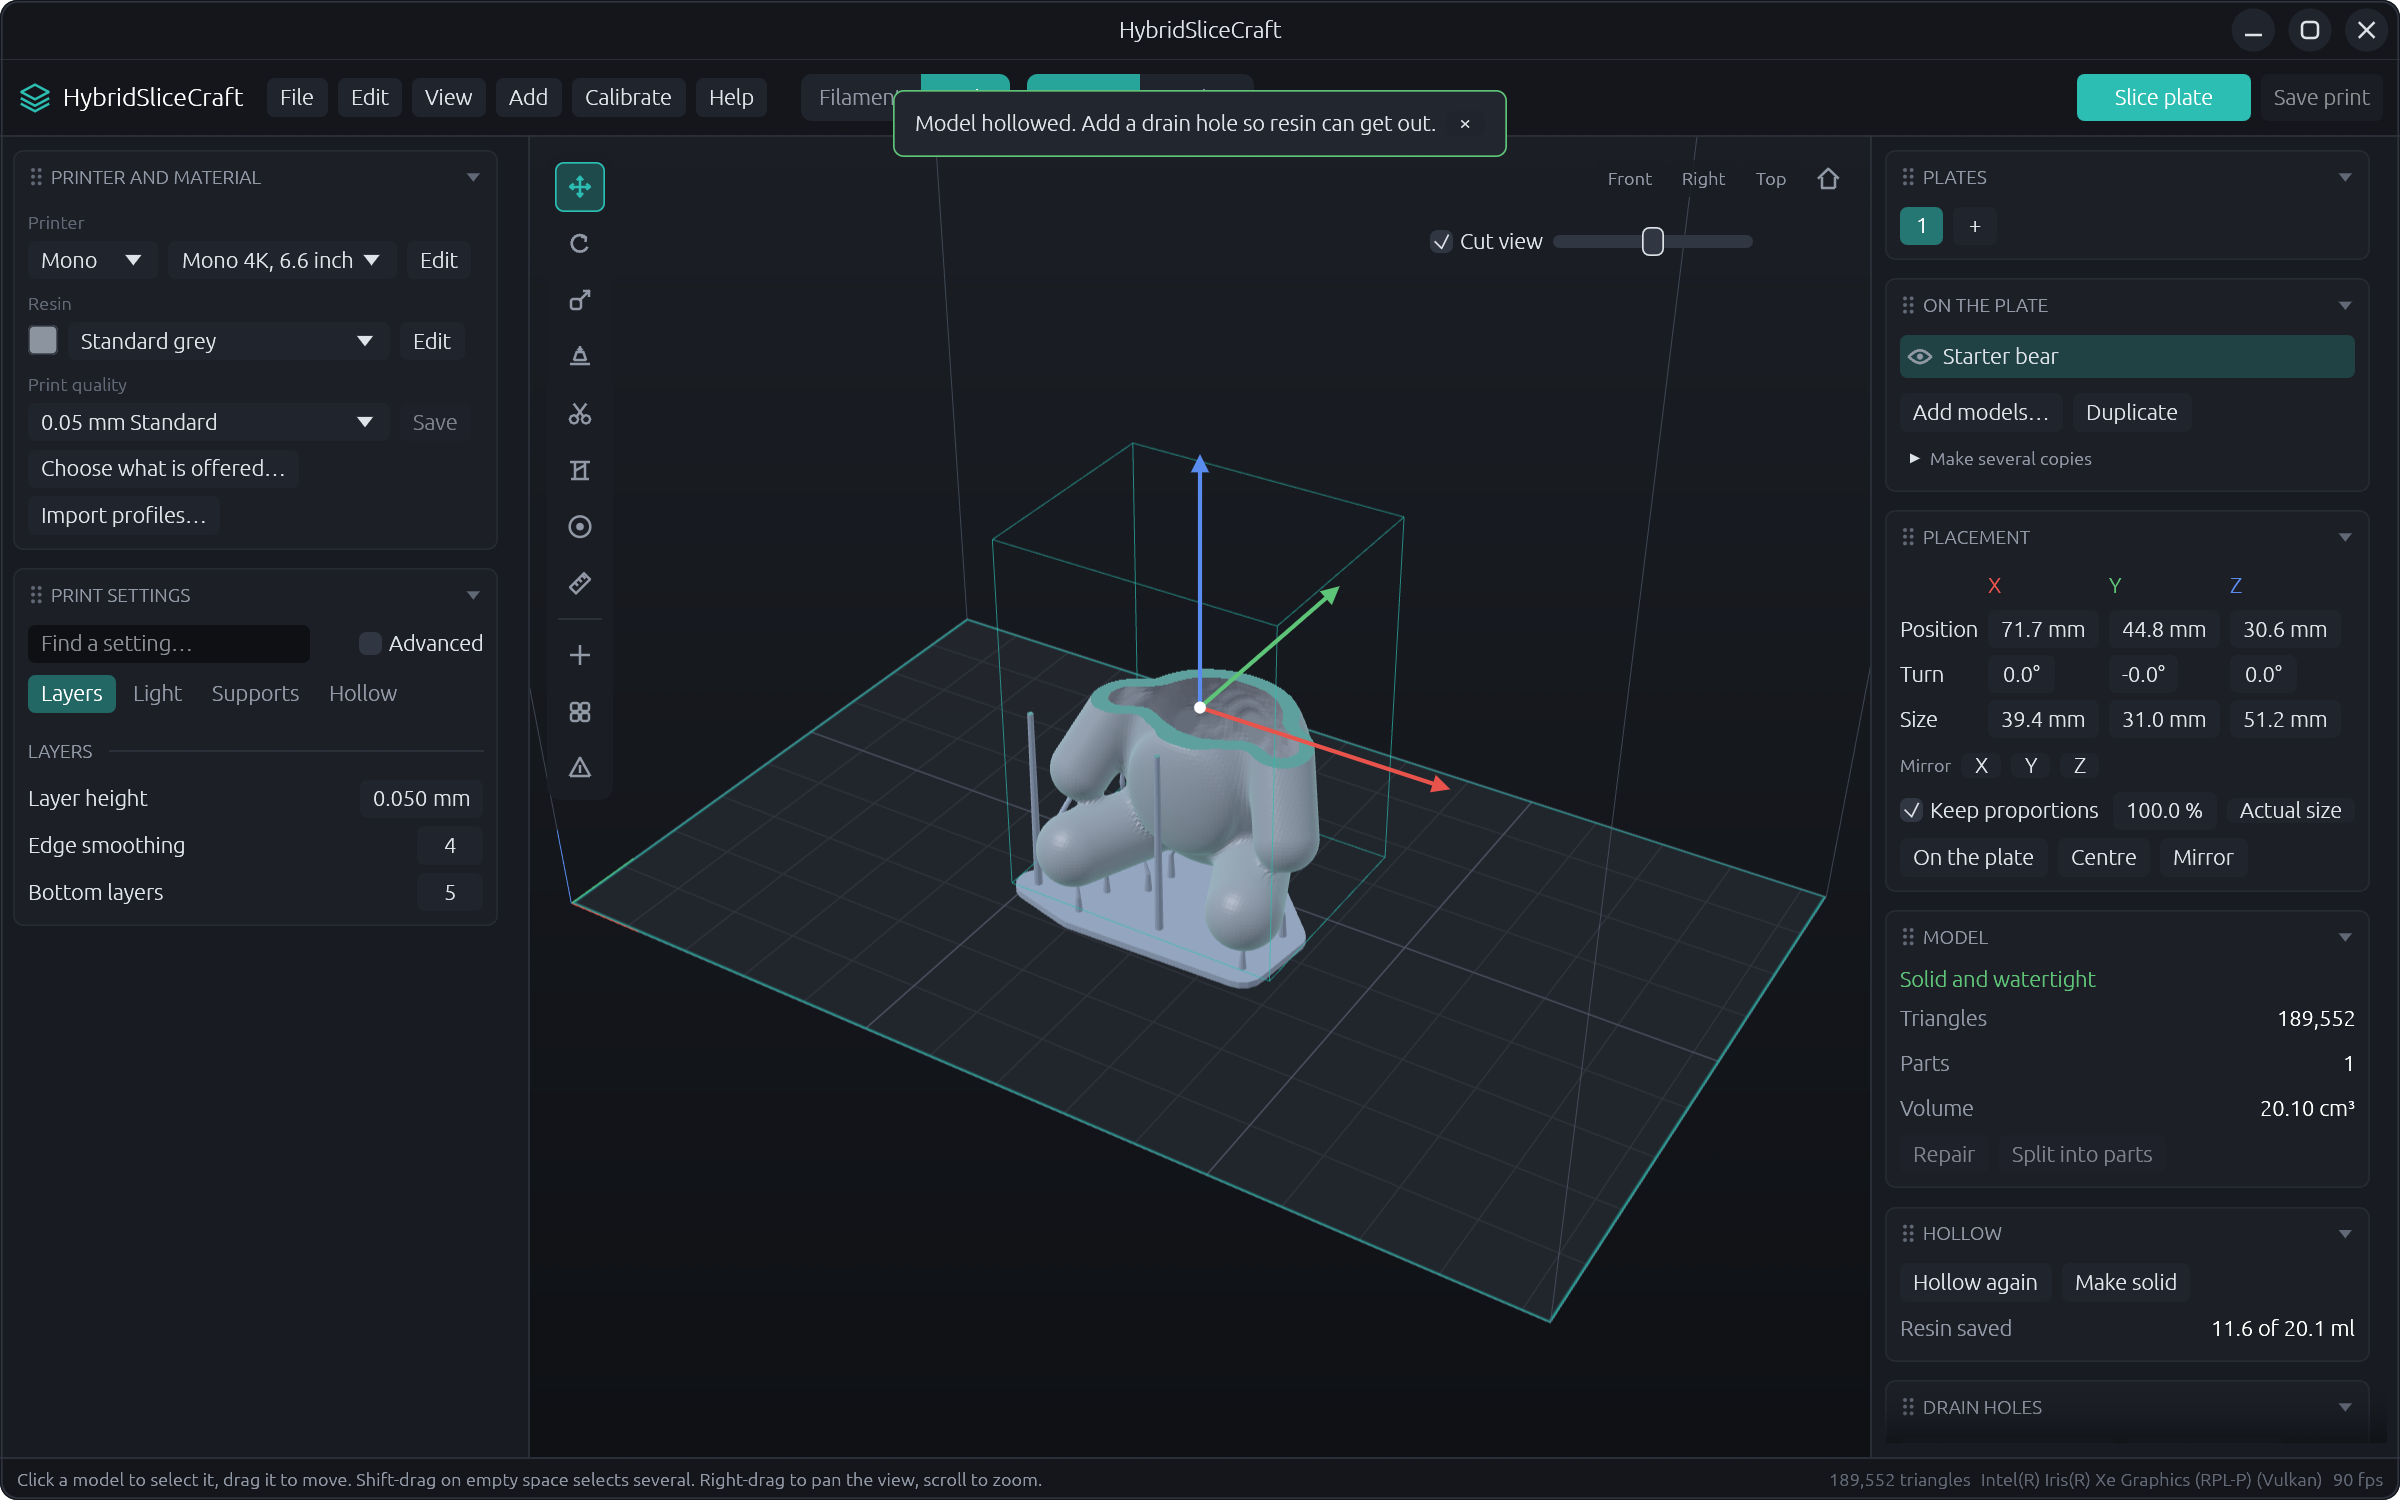 HybridSliceCraft
HybridSliceCraft File Edit View Add Calibrate Help Slice plate Save print
Model hollowed. Add a drain hole so resin can get out. ×
PRINTER AND MATERIAL
Printer
Mono Mono 4K, 6.6 inch Edit
Resin
Standard grey Edit
Print quality
0.05 mm Standard Save
Choose what is offered...
Import profiles...
PRINT SETTINGS
Find a setting... Advanced
Layers Light Supports Hollow
LAYERS
Layer height 0.050 mm
Edge smoothing 4
Bottom layers 5
Front Right Top
Cut view
PLATES
1 +
ON THE PLATE
Starter bear
Add models... Duplicate
Make several copies
PLACEMENT
X Y Z
Position 71.7 mm 44.8 mm 30.6 mm
Turn 0.0° -0.0° 0.0°
Size 39.4 mm 31.0 mm 51.2 mm
Mirror X Y Z
Keep proportions 100.0 % Actual size
On the plate Centre Mirror
MODEL
Solid and watertight
Triangles 189,552
Parts 1
Volume 20.10 cm³
Repair Split into parts
HOLLOW
Hollow again Make solid
Resin saved 11.6 of 20.1 ml
DRAIN HOLES
Click a model to select it, drag it to move. Shift-drag on empty space selects several. Right-drag to pan the view, scroll to zoom.
189,552 triangles Intel(R) Iris(R) Xe Graphics (RPL-P) (Vulkan) 90 fps